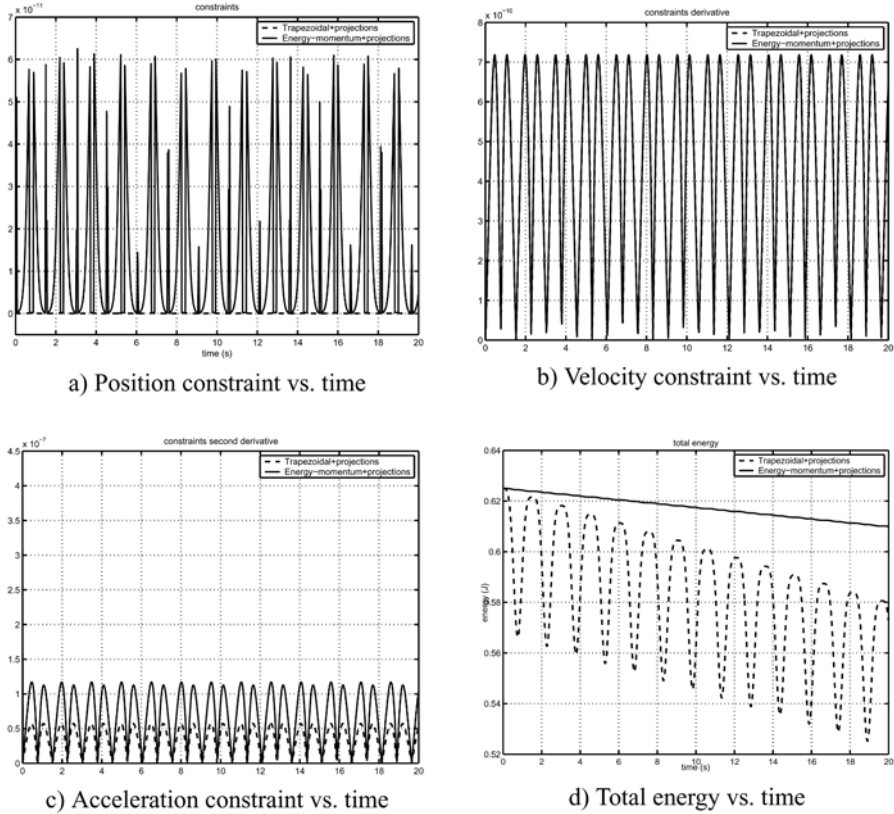 x 10⁻¹¹
constraints
7
6
5
4
3
2
1
0
0 2 4 6 8 10 12 14 16 18 20
time (s)
Trapezoidal+projections
Energy−momentum+projections
a) Position constraint vs. time
x 10⁻¹⁰
constraints derivative
8
7
6
5
4
3
2
1
0
0 2 4 6 8 10 12 14 16 18 20
Trapezoidal+projections
Energy−momentum+projections
b) Velocity constraint vs. time
x 10⁻⁷
constraints second derivative
4.5
4
3.5
3
2.5
2
1.5
1
0.5
0
0 2 4 6 8 10 12 14 16 18 20
Trapezoidal+projections
Energy−momentum+projections
c) Acceleration constraint vs. time
total energy
0.64
0.62
0.6
0.58
0.56
0.54
0.52
energy (J)
0 2 4 6 8 10 12 14 16 18 20
time (s)
Trapezoidal+projections
Energy−momentum+projections
d) Total energy vs. time